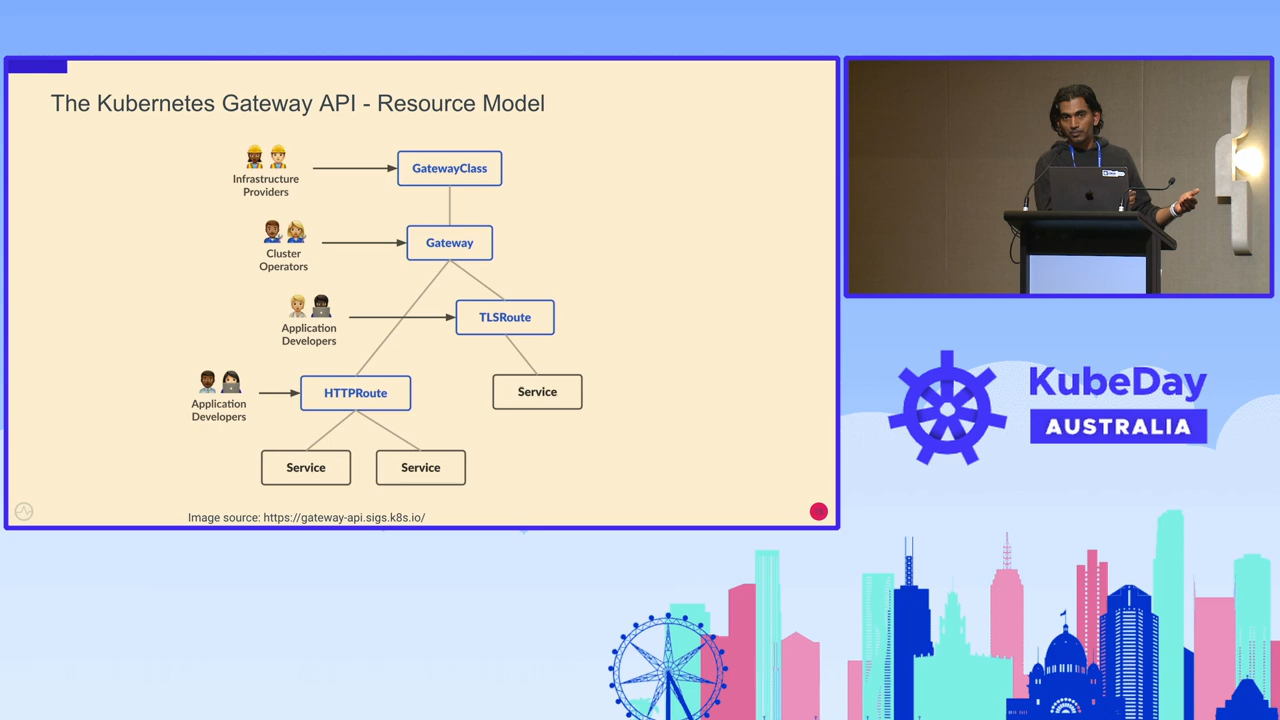 The Kubernetes Gateway API - Resource Model
Infrastructure
Providers
GatewayClass
Cluster
Operators
Gateway
Application
Developers
TLSRoute
Application
Developers
HTTPRoute
Service
Service
Service
Image source: https://gateway-api.sigs.k8s.io/
KubeDay
AUSTRALIA